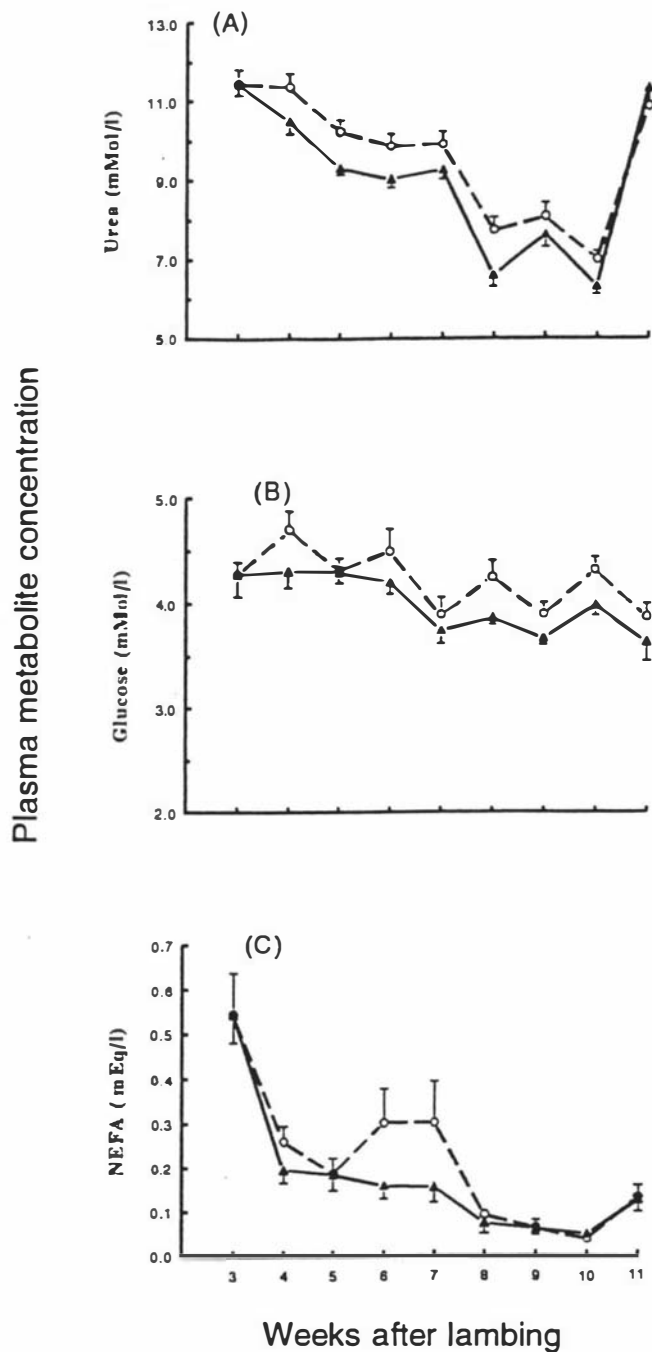 (A)
13.0
11.0
9.0
7.0
5.0
Urea (mMol/l)
Plasma metabolite concentration
(B)
5.0
4.0
3.0
2.0
Glucose (mMol/l)
(C)
0.7
0.6
0.5
0.4
0.3
0.2
0.1
0.0
NEFA ( mEq/l)
3 4 5 6 7 8 9 10 11
Weeks after lambing